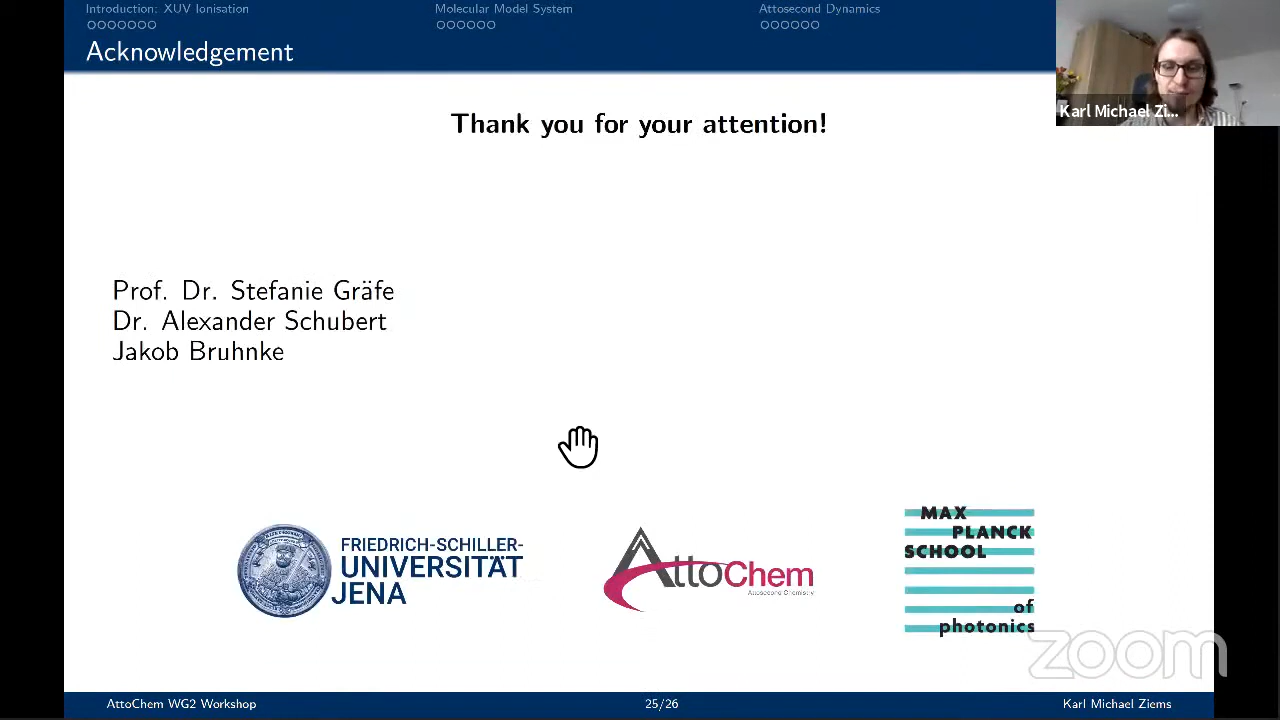 Introduction: XUV Ionisation
Molecular Model System
Attosecond Dynamics
Acknowledgement
Karl Michael Zi...
Thank you for your attention!
Prof. Dr. Stefanie Gräfe
Dr. Alexander Schubert
Jakob Bruhnke
FRIEDRICH-SCHILLER-
UNIVERSITÄT
JENA
AttoChem
Attosecond Chemistry
MAX
PLANCK
SCHOOL
of
photonics
zoom
AttoChem WG2 Workshop
25/26
Karl Michael Ziems